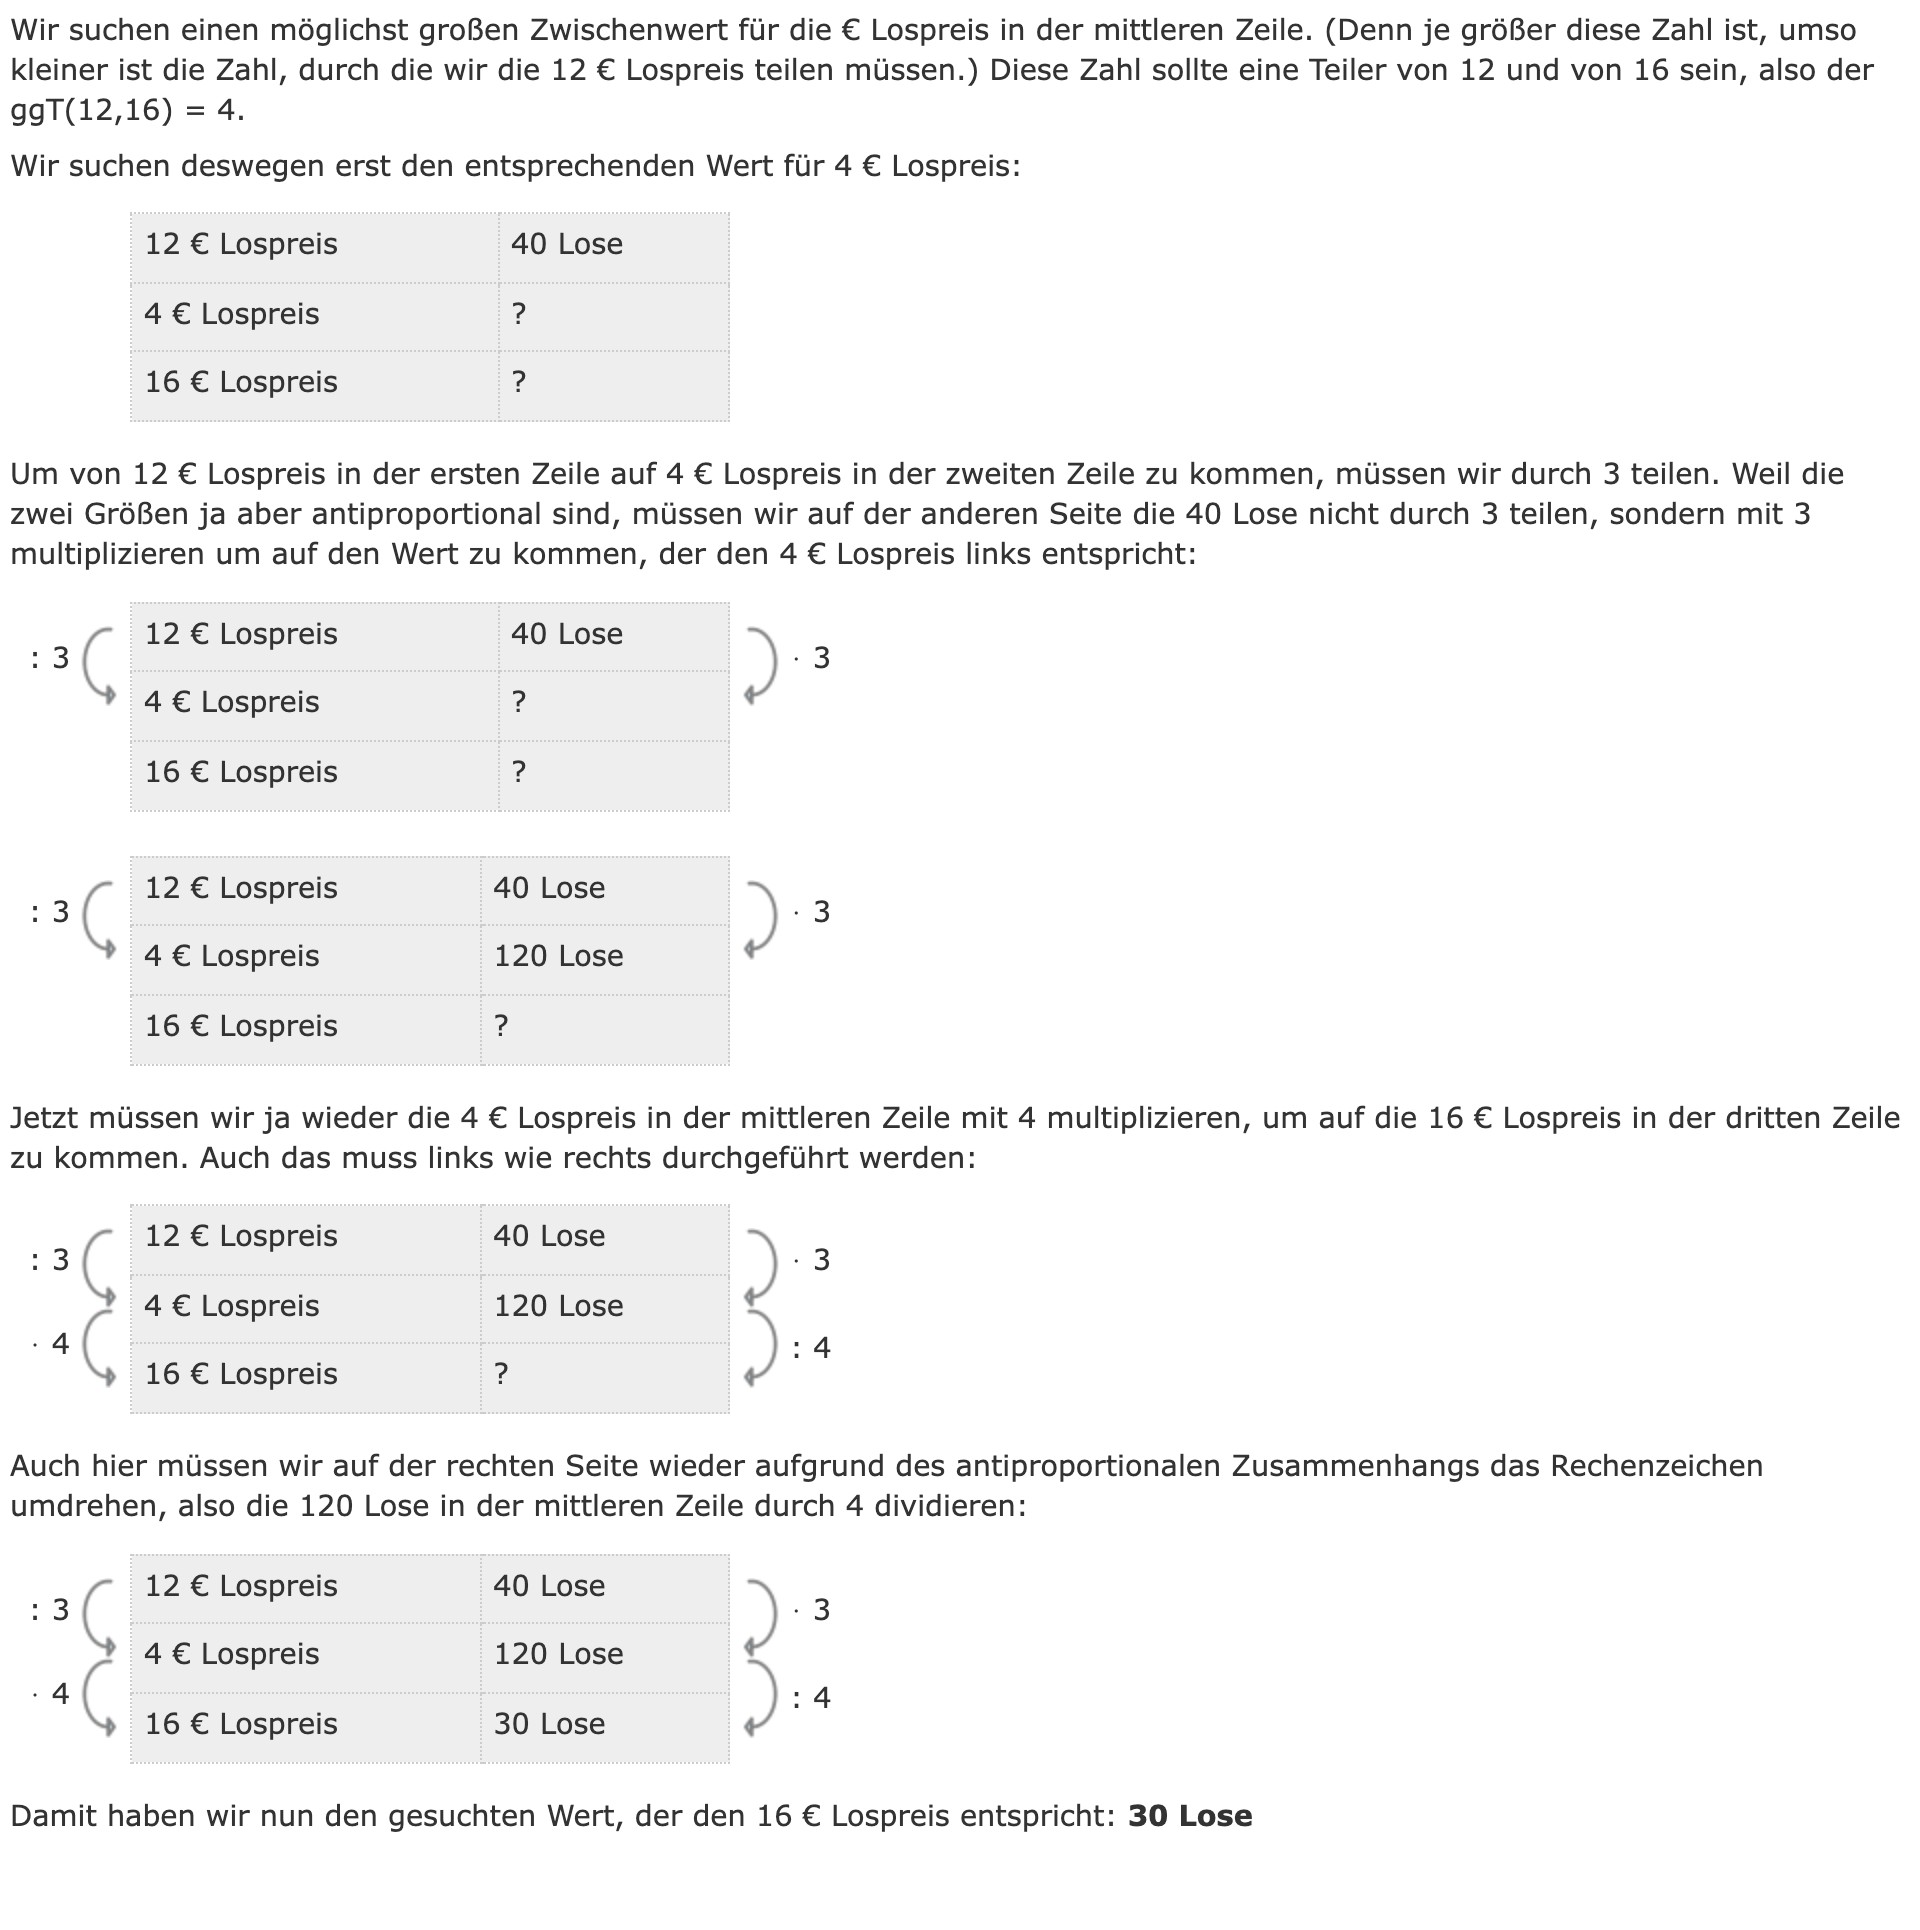 Wir suchen einen möglichst großen Zwischenwert für die € Lospreis in der mittleren Zeile. (Denn je größer diese Zahl ist, umso
kleiner ist die Zahl, durch die wir die 12 € Lospreis teilen müssen.) Diese Zahl sollte eine Teiler von 12 und von 16 sein, also der
ggT(12,16) = 4.
Wir suchen deswegen erst den entsprechenden Wert für 4 € Lospreis:
12 € Lospreis 40 Lose
4 € Lospreis ?
16 € Lospreis ?
Um von 12 € Lospreis in der ersten Zeile auf 4 € Lospreis in der zweiten Zeile zu kommen, müssen wir durch 3 teilen. Weil die
zwei Größen ja aber antiproportional sind, müssen wir auf der anderen Seite die 40 Lose nicht durch 3 teilen, sondern mit 3
multiplizieren um auf den Wert zu kommen, der den 4 € Lospreis links entspricht:
12 € Lospreis 40 Lose
: 3 · 3
4 € Lospreis ?
16 € Lospreis ?
12 € Lospreis 40 Lose
: 3 · 3
4 € Lospreis 120 Lose
16 € Lospreis ?
Jetzt müssen wir ja wieder die 4 € Lospreis in der mittleren Zeile mit 4 multiplizieren, um auf die 16 € Lospreis in der dritten Zeile
zu kommen. Auch das muss links wie rechts durchgeführt werden:
12 € Lospreis 40 Lose
: 3 · 3
4 € Lospreis 120 Lose
· 4 : 4
16 € Lospreis ?
Auch hier müssen wir auf der rechten Seite wieder aufgrund des antiproportionalen Zusammenhangs das Rechenzeichen
umdrehen, also die 120 Lose in der mittleren Zeile durch 4 dividieren:
12 € Lospreis 40 Lose
: 3 · 3
4 € Lospreis 120 Lose
· 4 : 4
16 € Lospreis 30 Lose
Damit haben wir nun den gesuchten Wert, der den 16 € Lospreis entspricht: 30 Lose